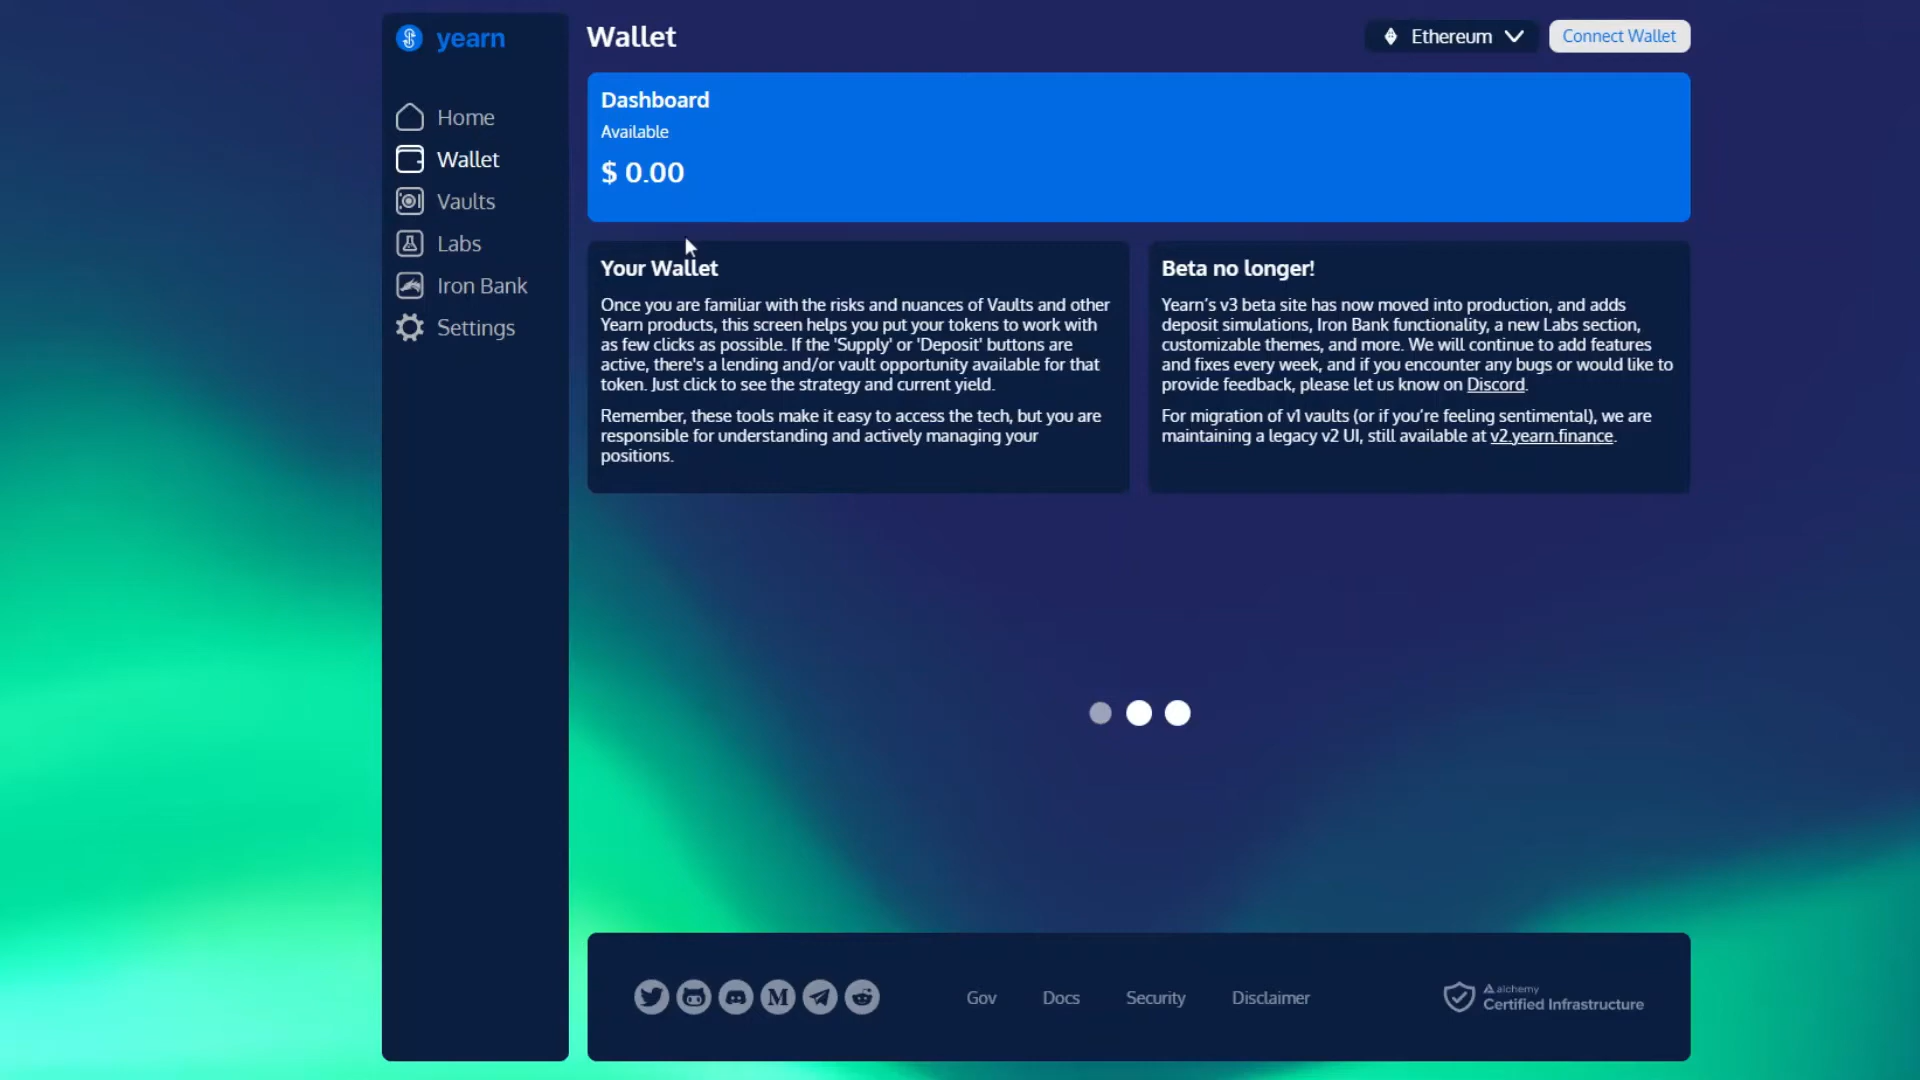 yearn
Home
Wallet
Vaults
Labs
Iron Bank
Settings
Wallet
Ethereum
Connect Wallet
Dashboard
Available
$ 0.00
Your Wallet
Once you are familiar with the risks and nuances of Vaults and other
Yearn products, this screen helps you put your tokens to work with
as few clicks as possible. If the 'Supply' or 'Deposit' buttons are
active, there's a lending and/or vault opportunity available for that
token. Just click to see the strategy and current yield.
Remember, these tools make it easy to access the tech, but you are
responsible for understanding and actively managing your
positions.
Beta no longer!
Yearn’s v3 beta site has now moved into production, and adds
deposit simulations, Iron Bank functionality, a new Labs section,
customizable themes, and more. We will continue to add features
and fixes every week, and if you encounter any bugs or would like to
provide feedback, please let us know on Discord.
For migration of v1 vaults (or if you’re feeling sentimental), we are
maintaining a legacy v2 UI, still available at v2.yearn.finance.
Gov
Docs
Security
Disclaimer
alchemy
Certified Infrastructure